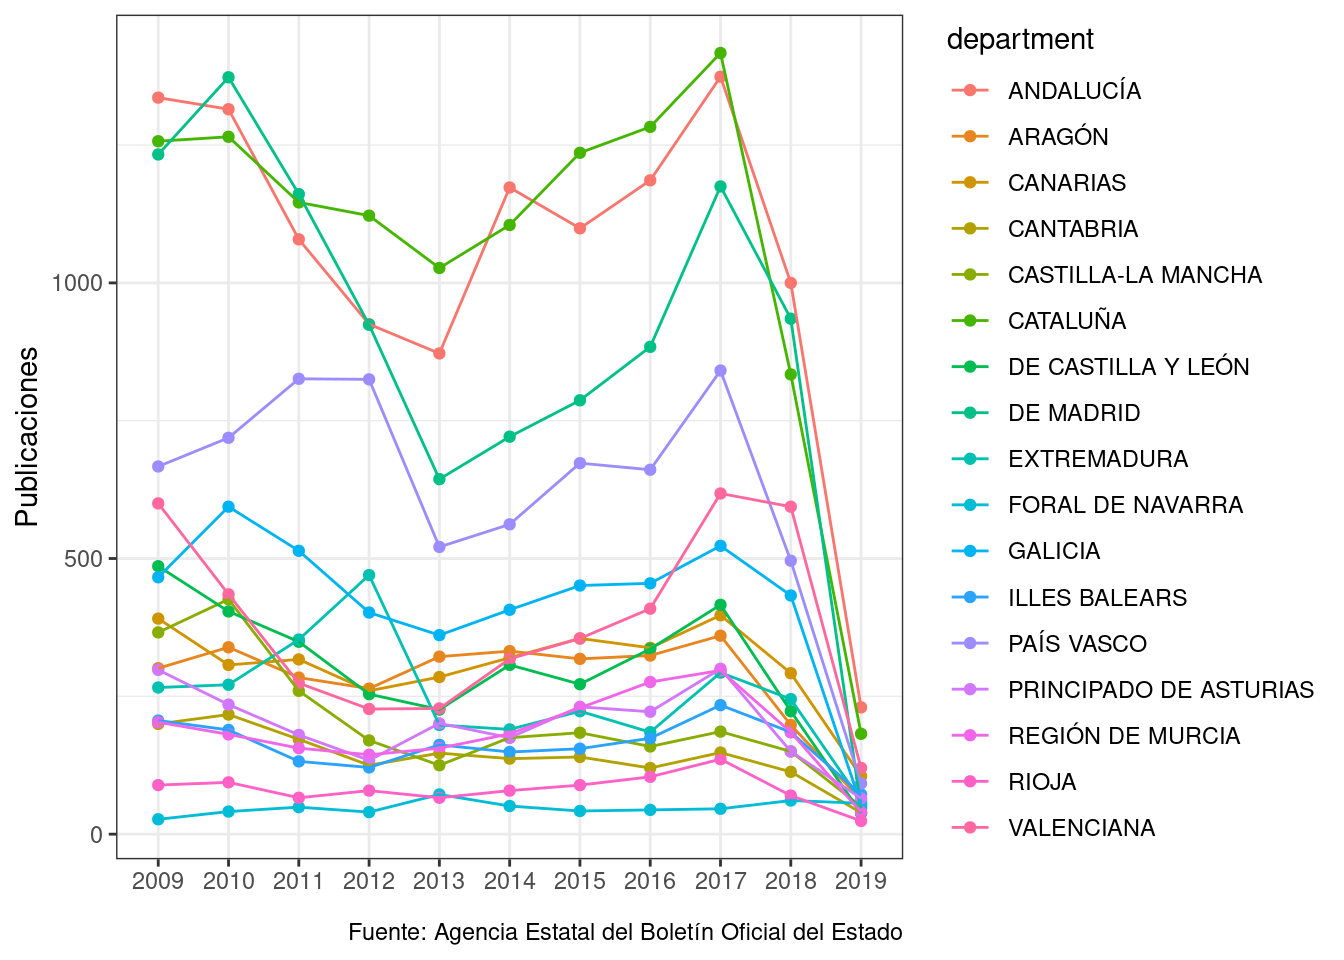 Publicaciones
1000
500
0
2009 2010 2011 2012 2013 2014 2015 2016 2017 2018 2019
Fuente: Agencia Estatal del Boletín Oficial del Estado
department
ANDALUCÍA
ARAGÓN
CANARIAS
CANTABRIA
CASTILLA-LA MANCHA
CATALUÑA
DE CASTILLA Y LEÓN
DE MADRID
EXTREMADURA
FORAL DE NAVARRA
GALICIA
ILLES BALEARS
PAÍS VASCO
PRINCIPADO DE ASTURIAS
REGIÓN DE MURCIA
RIOJA
VALENCIANA